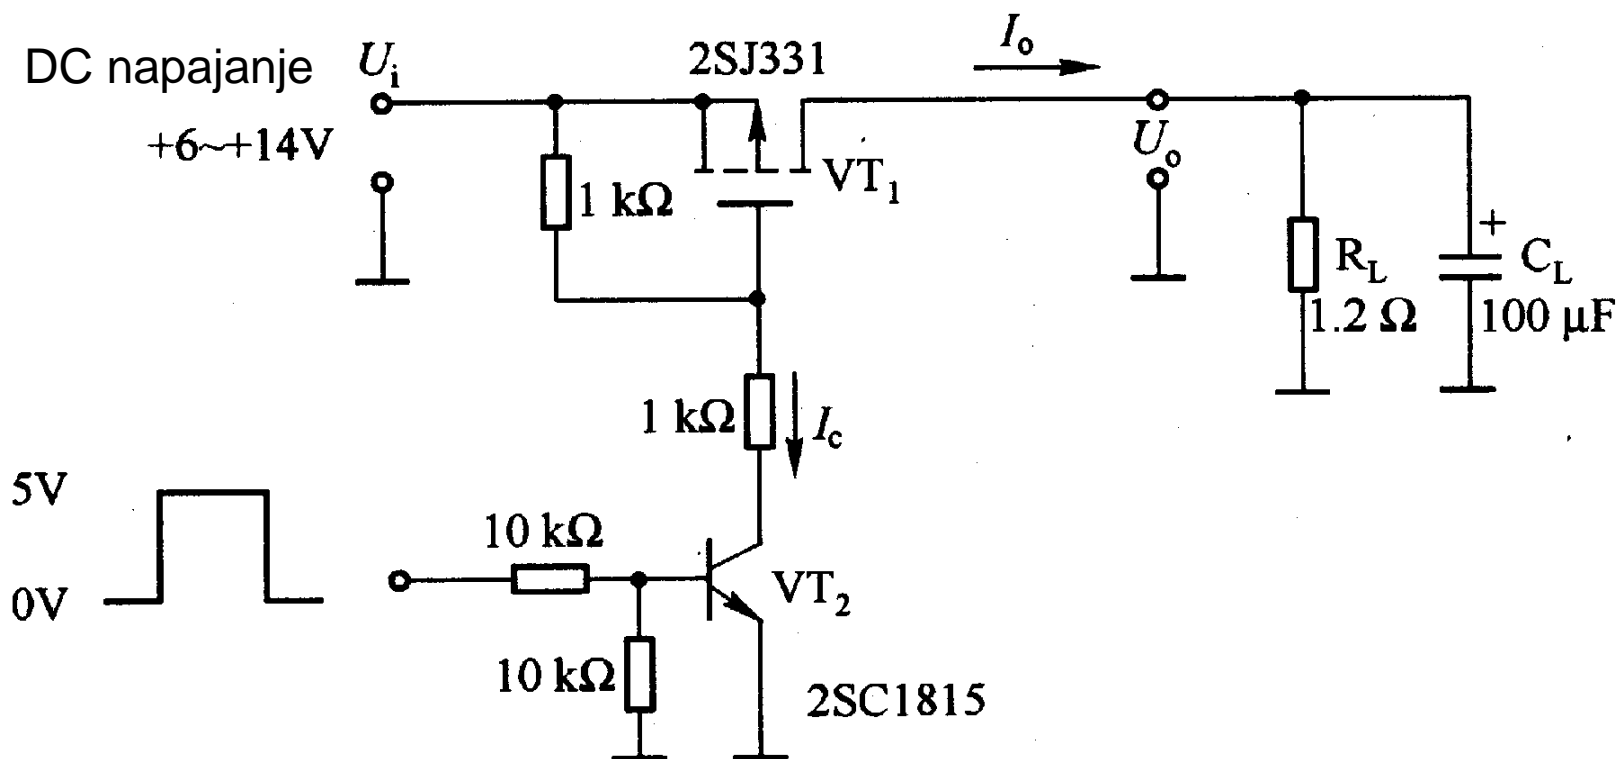 DC napajanje
Ui
2SJ331
Io
+6~+14V
1 kΩ
VT1
Uo
RL
1.2 Ω
+
CL
100 μF
1 kΩ
Ic
5V
0V
10 kΩ
10 kΩ
VT2
2SC1815